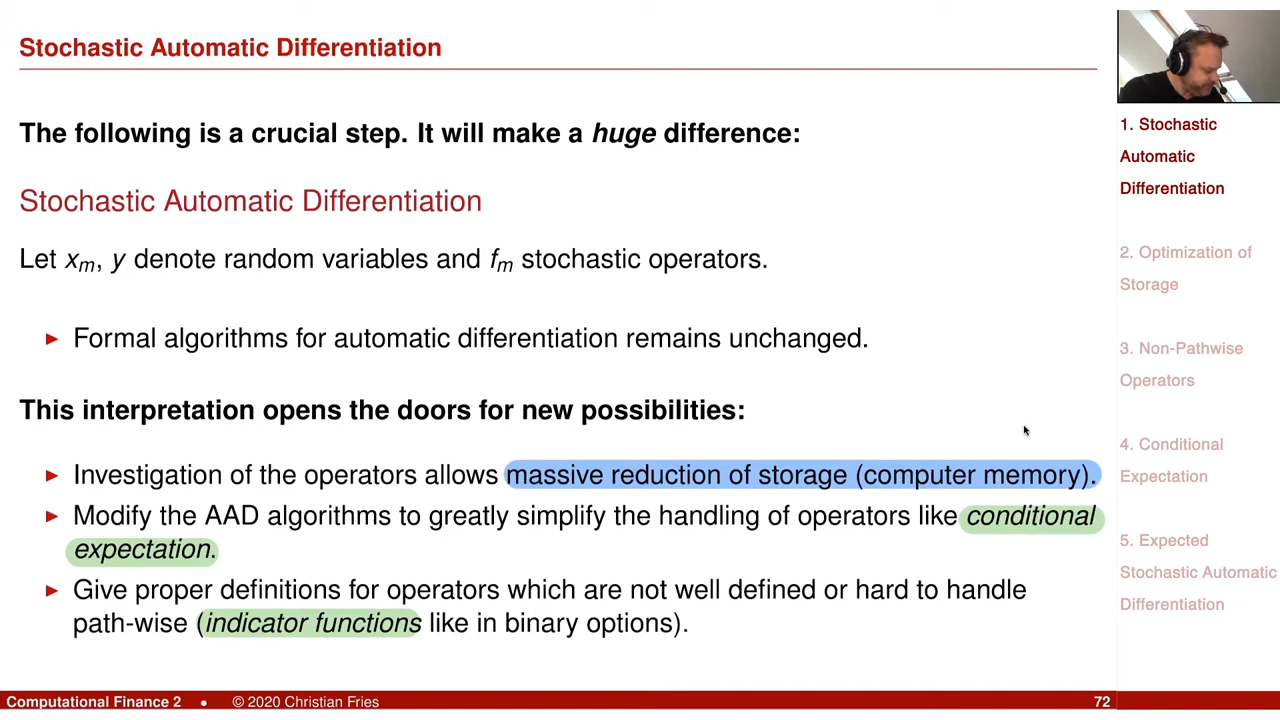 Stochastic Automatic Differentiation
The following is a crucial step. It will make a huge difference:
Stochastic Automatic Differentiation
Let xm, y denote random variables and fm stochastic operators.
► Formal algorithms for automatic differentiation remains unchanged.
This interpretation opens the doors for new possibilities:
► Investigation of the operators allows massive reduction of storage (computer memory).
► Modify the AAD algorithms to greatly simplify the handling of operators like conditional
expectation.
► Give proper definitions for operators which are not well defined or hard to handle
path-wise (indicator functions like in binary options).
1. Stochastic
Automatic
Differentiation
2. Optimization of
Storage
3. Non-Pathwise
Operators
4. Conditional
Expectation
5. Expected
Stochastic Automatic
Differentiation
Computational Finance 2 • © 2020 Christian Fries 72